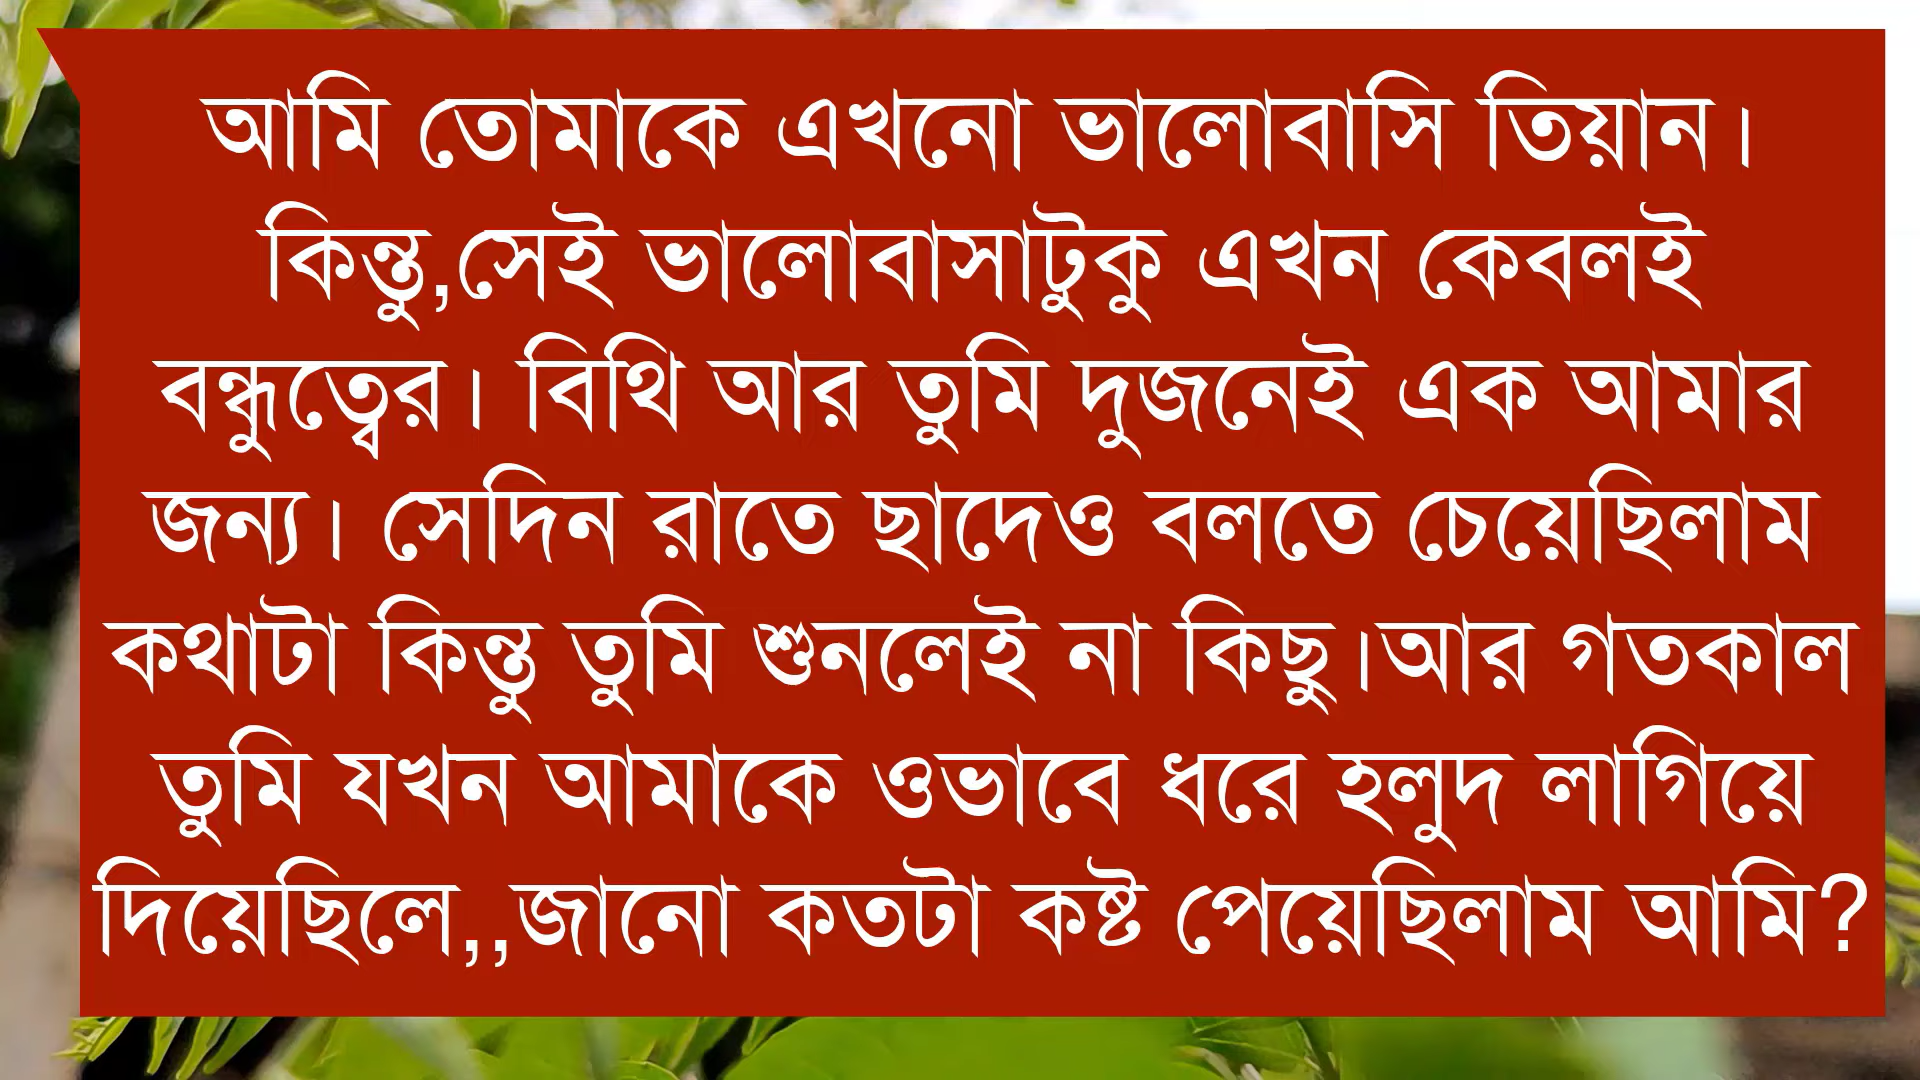 আমি তোমাকে এখনো ভালোবাসি তিয়ান।
কিন্তু,সেই ভালোবাসাটুকু এখন কেবলই
বন্ধুত্বের। বিথি আর তুমি দুজনেই এক আমার
জন্য। সেদিন রাতে ছাদেও বলতে চেয়েছিলাম
কথাটা কিন্তু তুমি শুনলেই না কিছু।আর গতকাল
তুমি যখন আমাকে ওভাবে ধরে হলুদ লাগিয়ে
দিয়েছিলে,,জানো কতটা কষ্ট পেয়েছিলাম আমি?